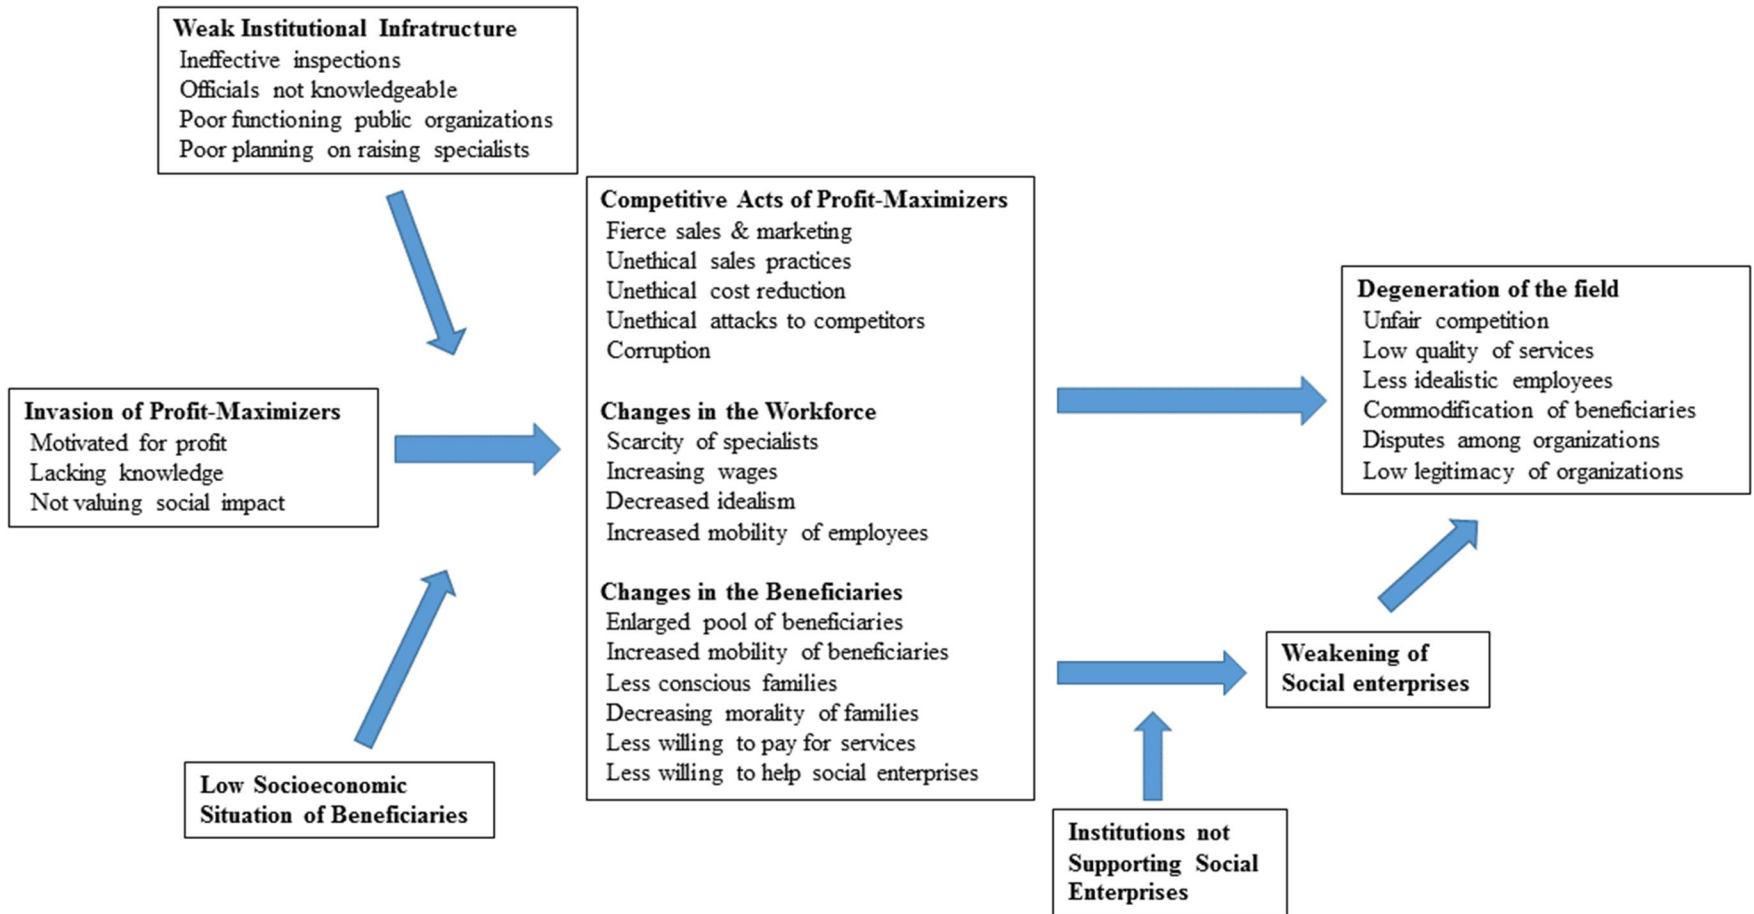 Weak Institutional Infratructure
Ineffective inspections
Officials not knowledgeable
Poor functioning public organizations
Poor planning on raising specialists
Invasion of Profit-Maximizers
Motivated for profit
Lacking knowledge
Not valuing social impact
Low Socioeconomic
Situation of Beneficiaries
Competitive Acts of Profit-Maximizers
Fierce sales & marketing
Unethical sales practices
Unethical cost reduction
Unethical attacks to competitors
Corruption
Changes in the Workforce
Scarcity of specialists
Increasing wages
Decreased idealism
Increased mobility of employees
Changes in the Beneficiaries
Enlarged pool of beneficiaries
Increased mobility of beneficiaries
Less conscious families
Decreasing morality of families
Less willing to pay for services
Less willing to help social enterprises
Institutions not
Supporting Social
Enterprises
Weakening of
Social enterprises
Degeneration of the field
Unfair competition
Low quality of services
Less idealistic employees
Commodification of beneficiaries
Disputes among organizations
Low legitimacy of organizations